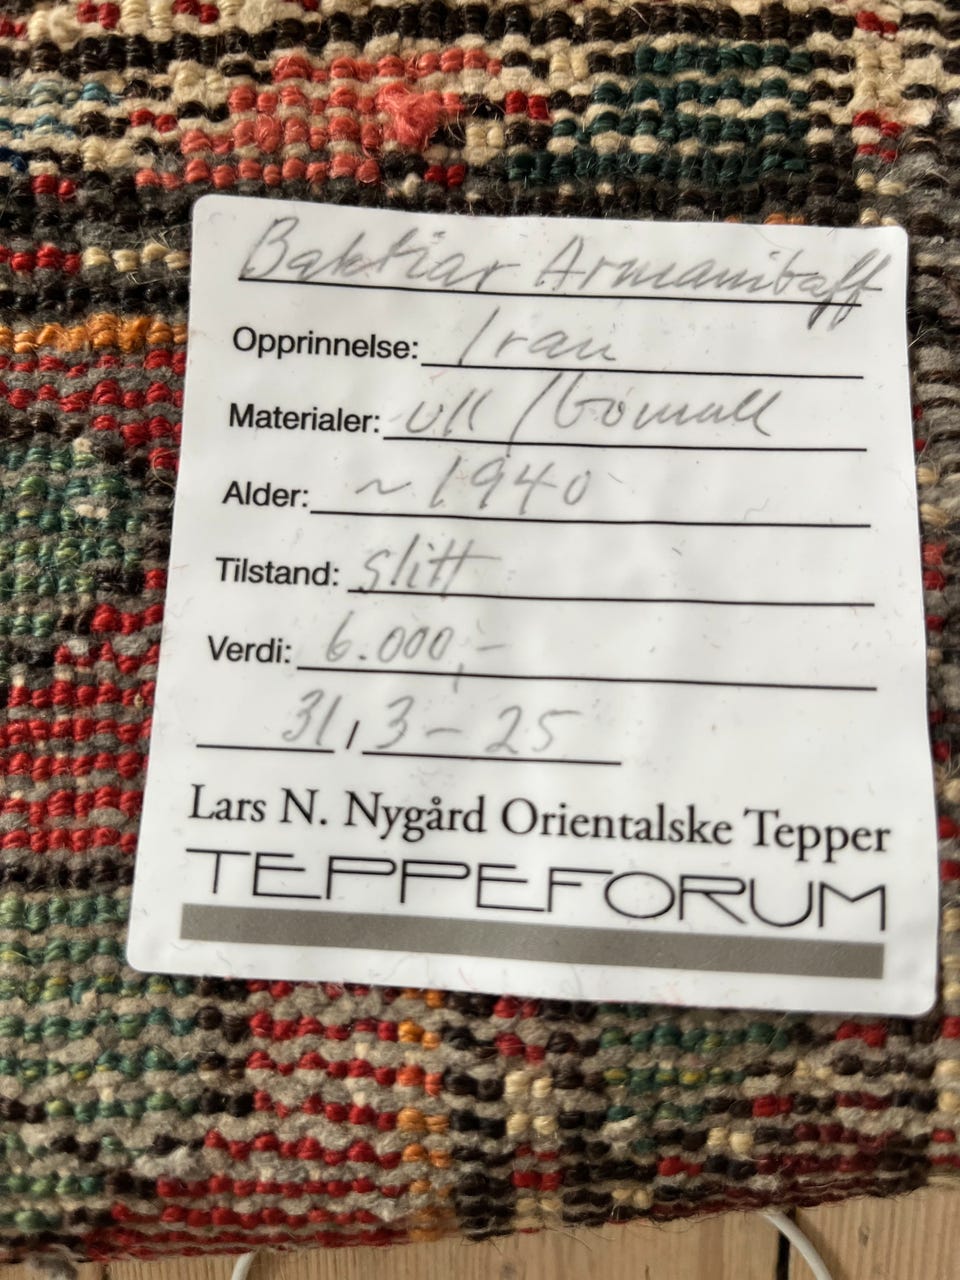 Baktiar Armanibaff
Opprinnelse: Iran
Materialer: ull / bomull
Alder: ~ 1940
Tilstand: slitt
Verdi: 6.000,-
31 / 3 - 25
Lars N. Nygård Orientalske Tepper
TEPPEFORUM